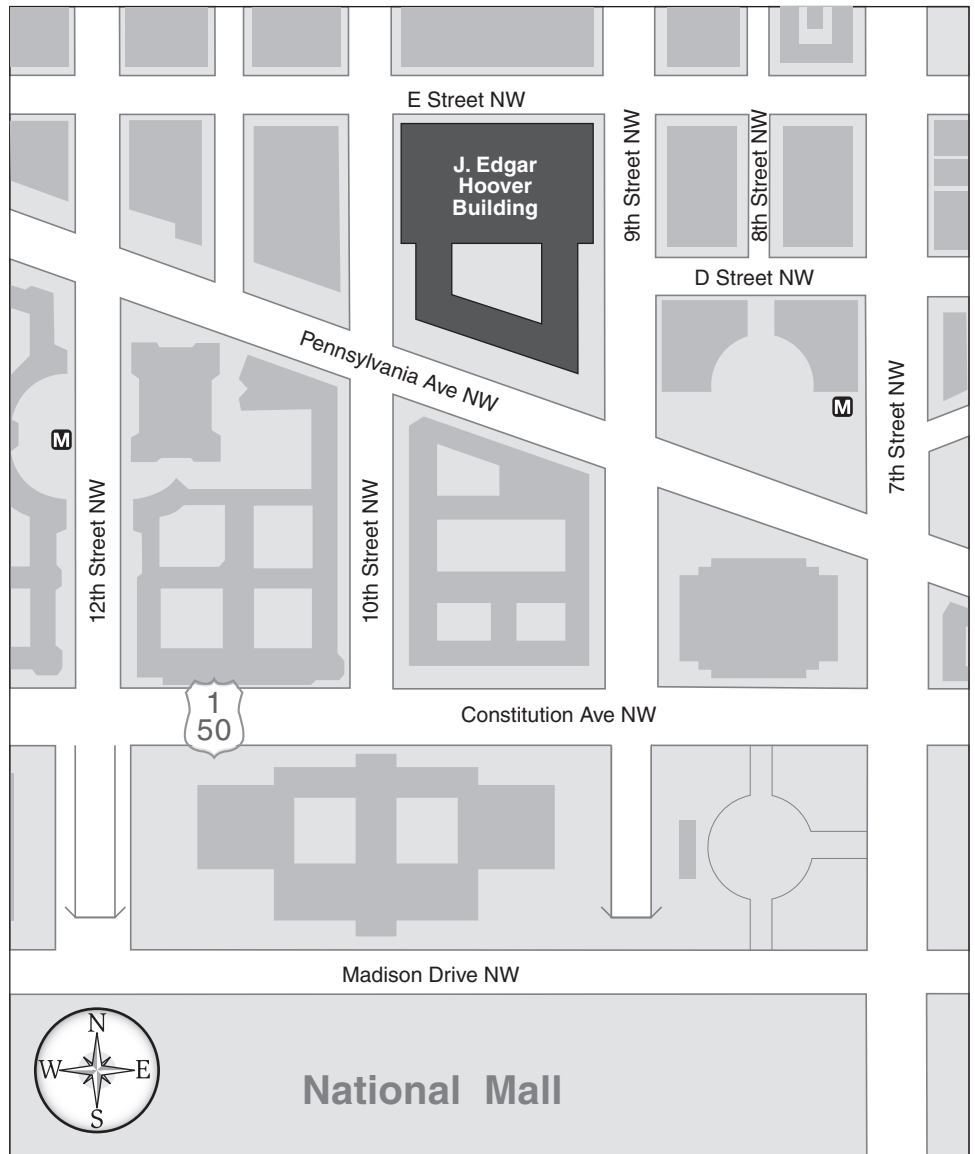 E Street NW
J. Edgar
Hoover
Building
9th Street NW
8th Street NW
D Street NW
Pennsylvania Ave NW
M
7th Street NW
M
12th Street NW
10th Street NW
1
50
Constitution Ave NW
Madison Drive NW
N
W
E
S
National Mall